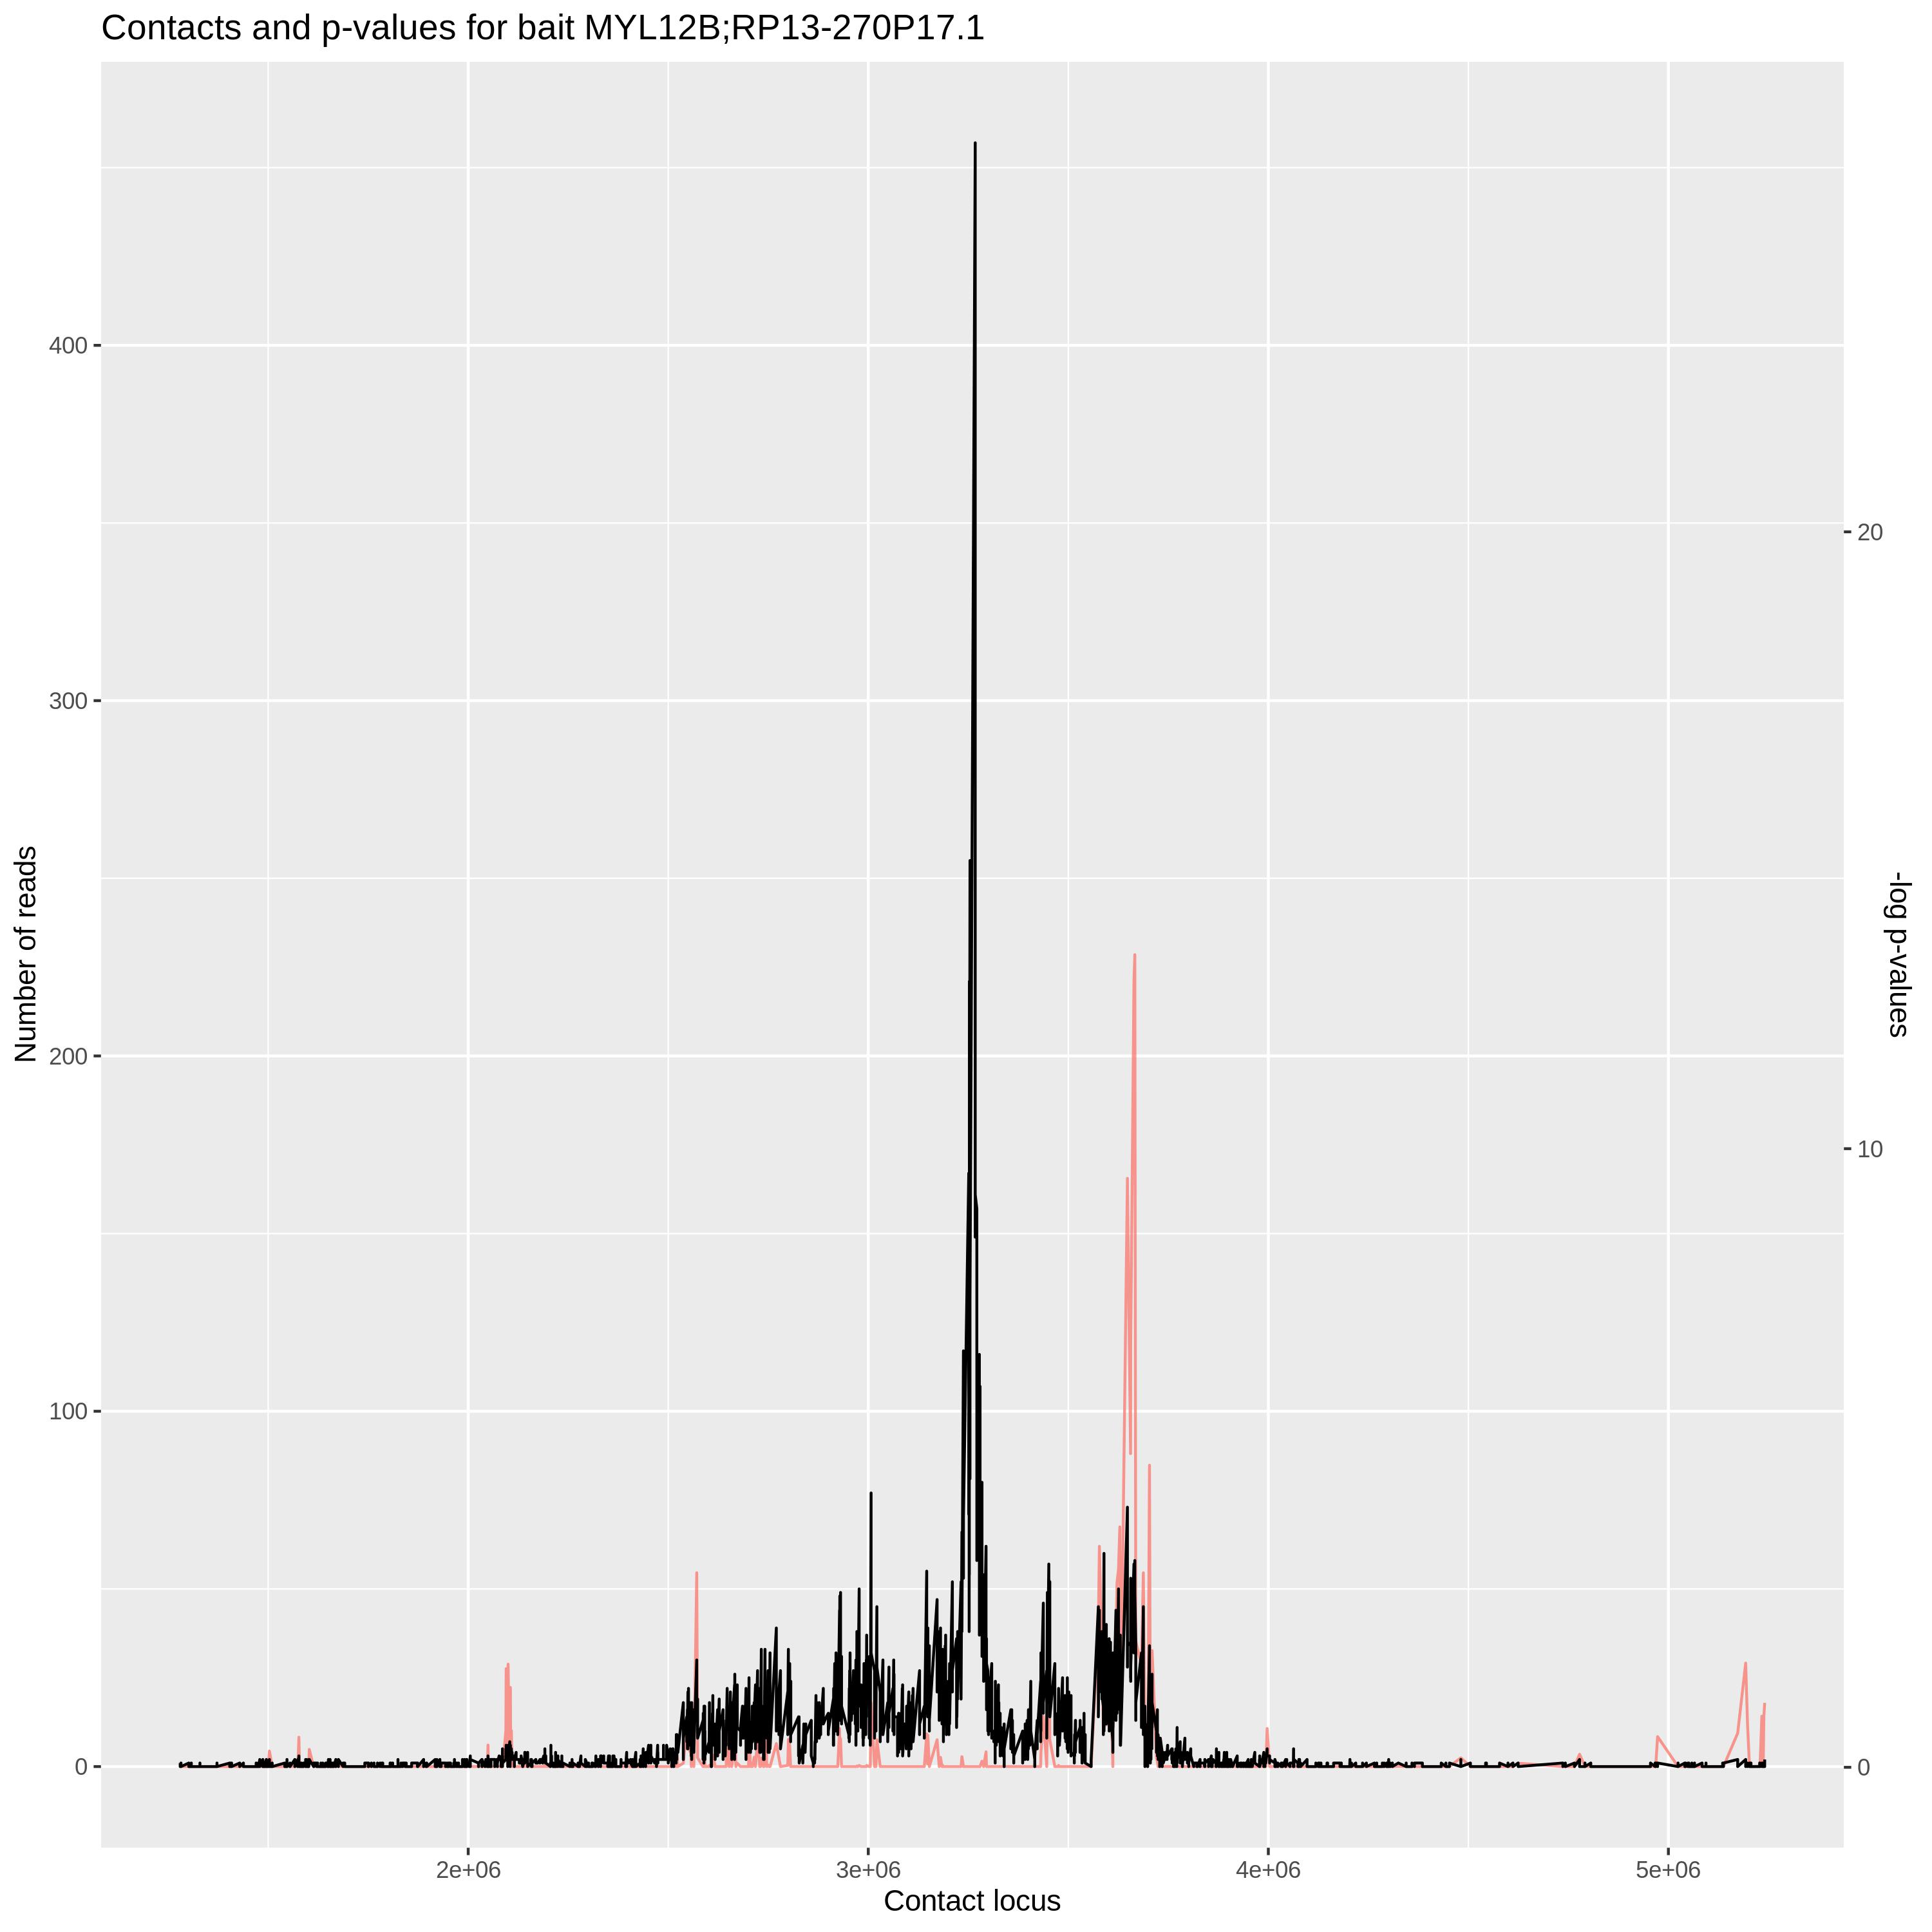 Contacts and p-values for bait MYL12B;RP13-270P17.1
400
300
200
100
0
Number of reads
20
10
0
-log p-values
2e+06
3e+06
4e+06
5e+06
Contact locus